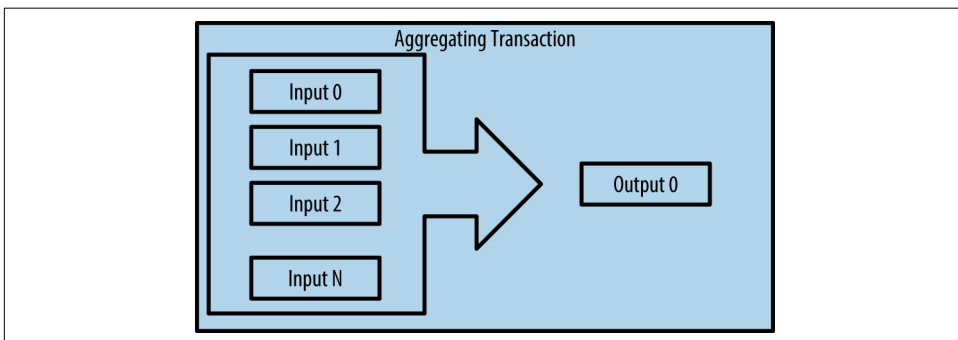 Aggregating Transaction
Input 0
Input 1
Input 2
Input N
Output 0